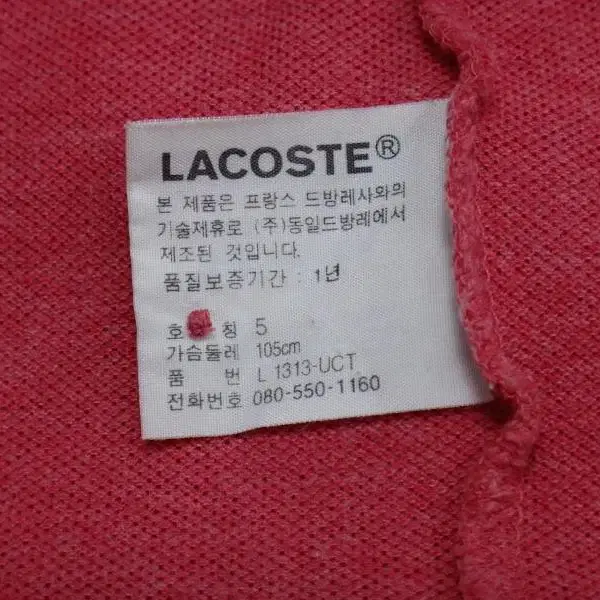 LACOSTE®
본 제품은 프랑스 드방레사와의
기술제휴로 (주)동일드방레에서
제조된 것입니다.
품질보증기간 : 1년
호 칭 5
가슴둘레 105cm
품 번 L 1313-UCT
전화번호 080-550-1160